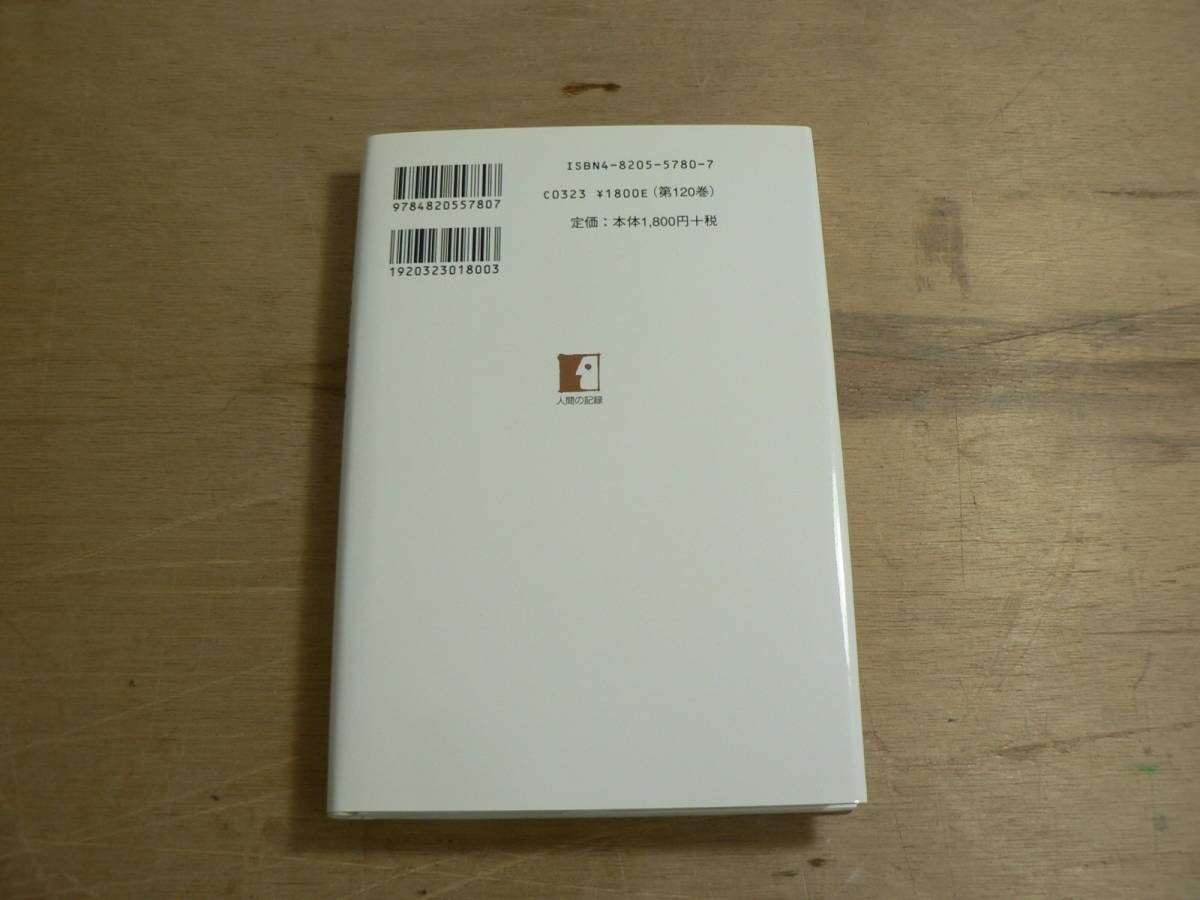 ISBN4-8205-5780-7
C0323 ¥1800E（第120巻）
定価：本体1,800円＋税
9784820557807
1920323018003
人間の記録